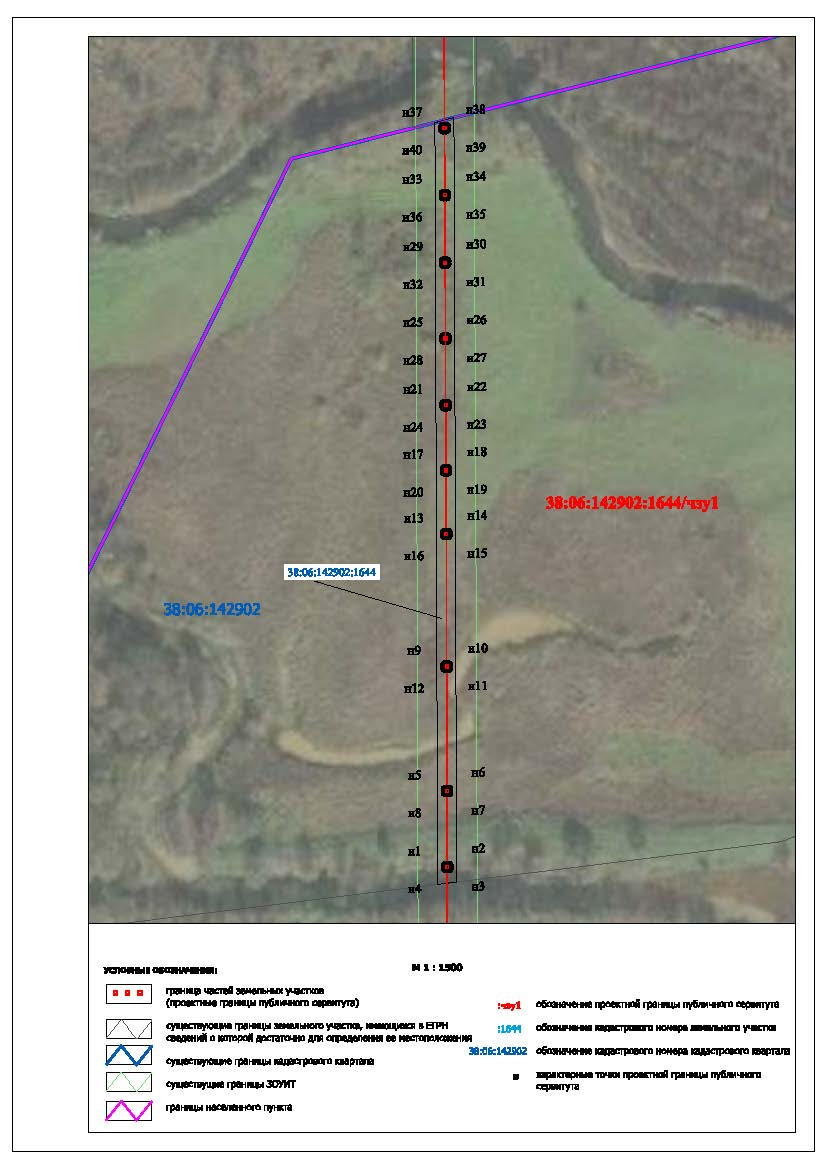 н37 н38
н40 н39
н33 н34
н36 н35
н29 н30
н32 н31
н25 н26
н28 н27
н21 н22
н24 н23
н17 н18
н20 н19
38:06:142902:1644/чзу1
н13 н14
н16 н15
38:06:142902:1644
38:06:142902
н9 н10
н12 н11
н5 н6
н8 н7
н1 н2
н4 н3
условные обозначения:
М 1 : 1500
граница частей земельных участков
(проектные границы публичного сервитута)
существующие границы земельного участка, имеющиеся в ЕГРН
сведений о которой достаточно для определения ее местоположения
существующие границы кадастрового квартала
существущие границы ЗОУИТ
границы населенного пункта
:чзу1 обозначение проектной границы публичного сервитута
:1644 обозначение кадастрового номера земельного участка
38:06:142902 обозначение кадастрового номера кадастрового квартала
характерные точки проектной границы публичного
сервитута